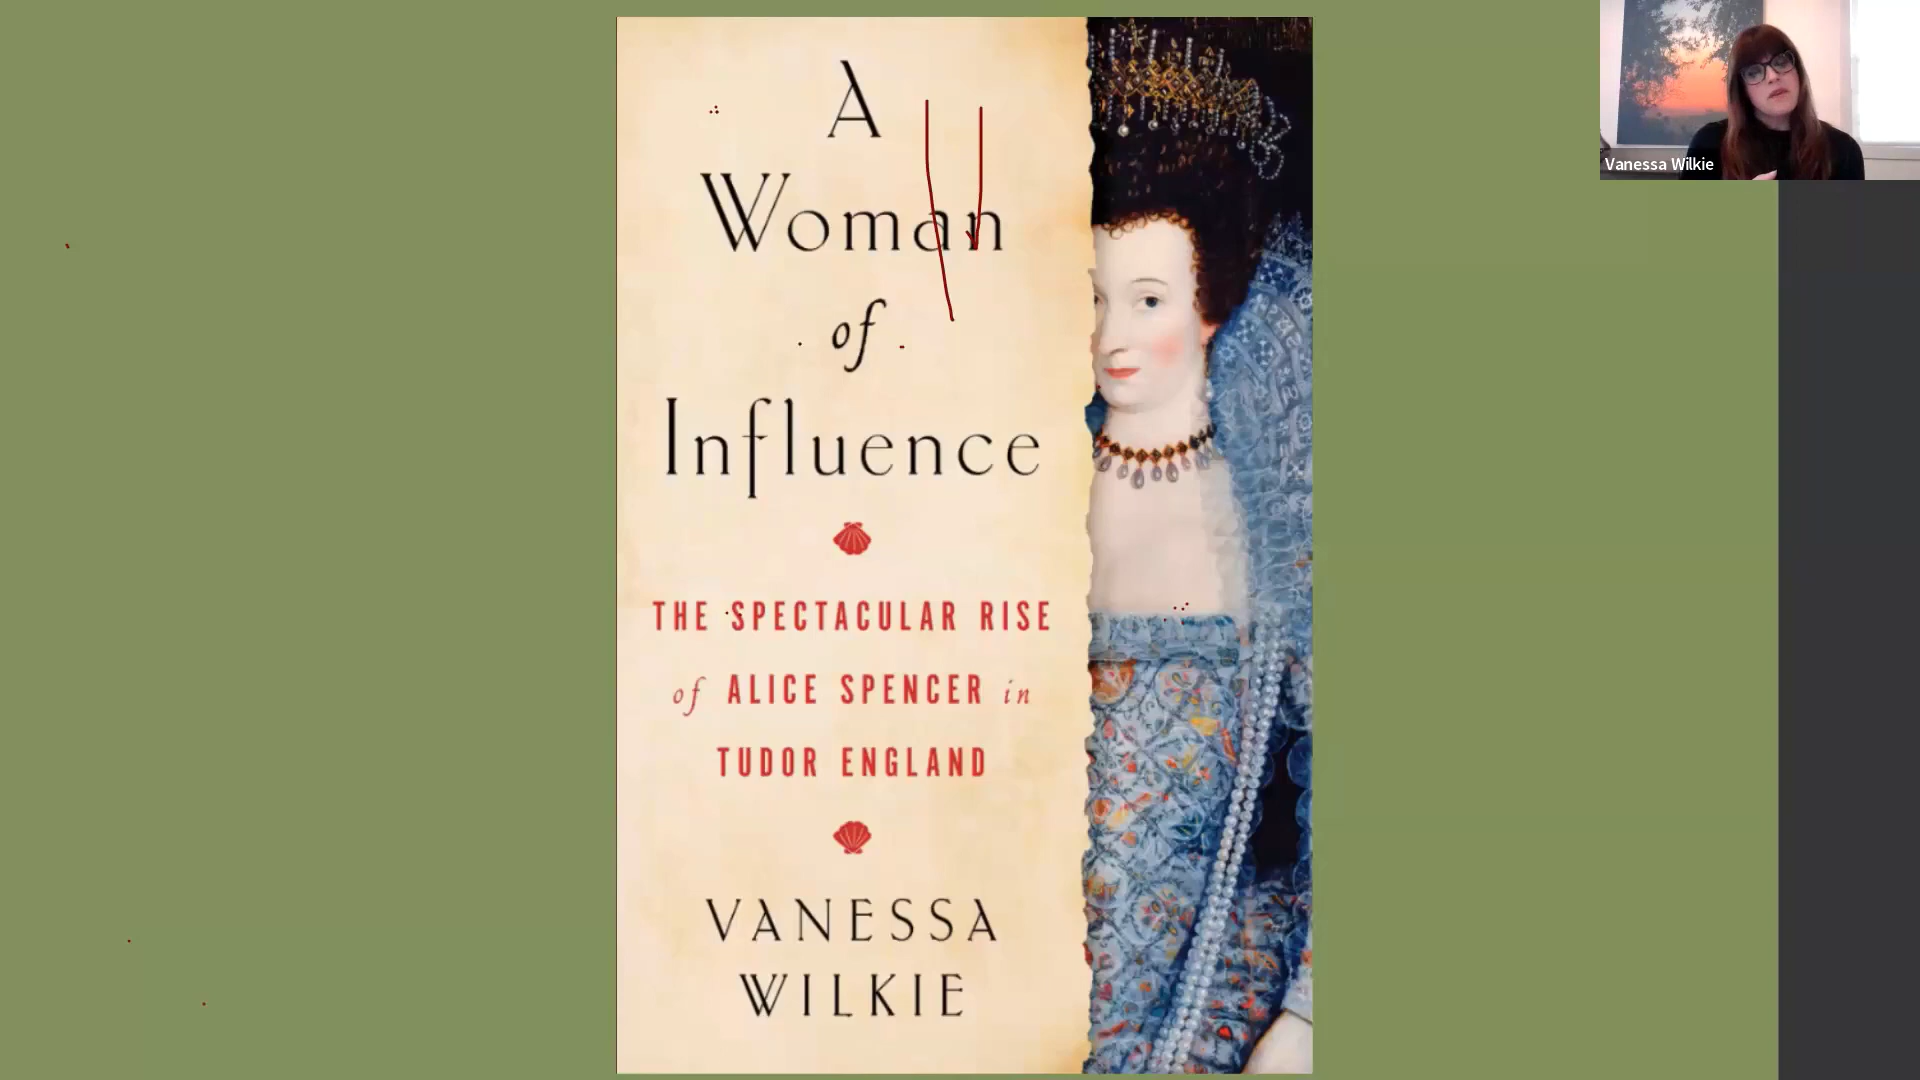 A
Woman
of
Influence
THE SPECTACULAR RISE
of ALICE SPENCER in
TUDOR ENGLAND
VANESSA
WILKIE
Vanessa Wilkie